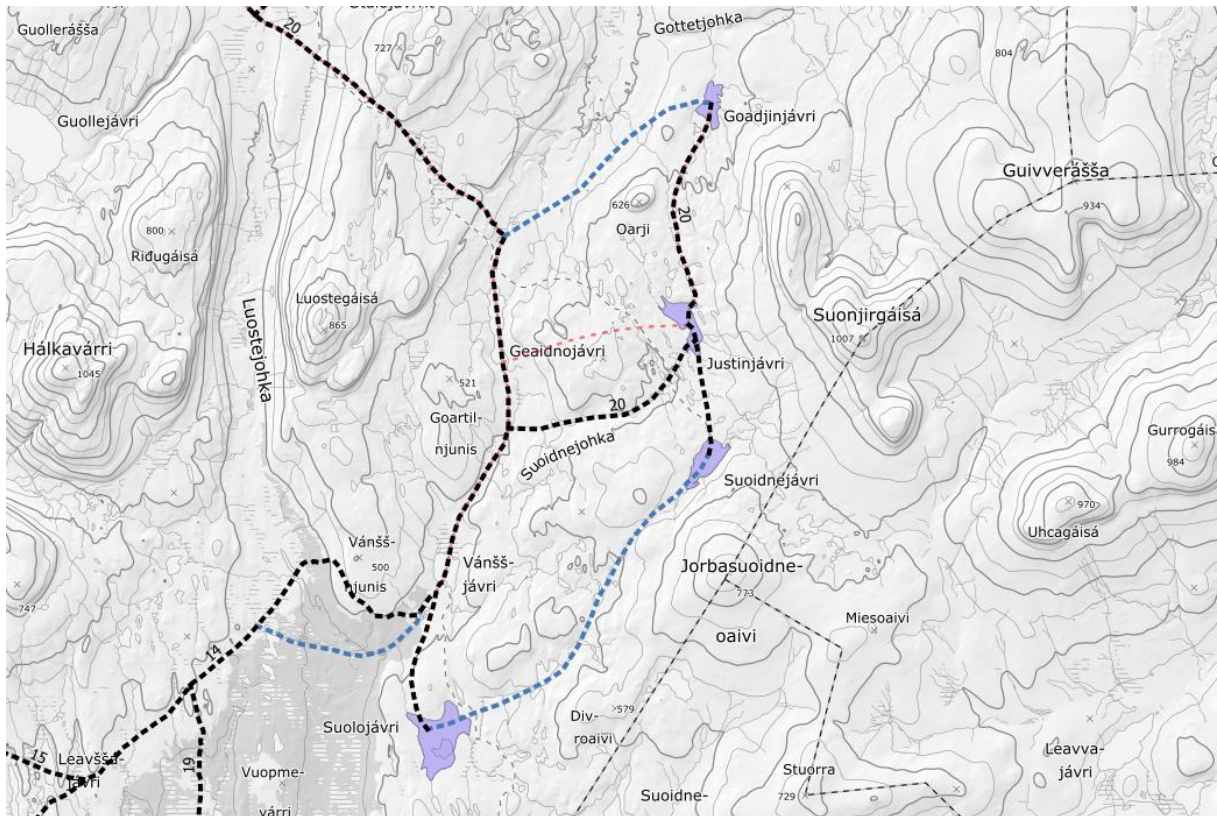 Guollerášša
20
727
Gottetjohka
804
Guollejávri
Goadjinjávri
Guivverášša
934
626
Oarji
20
800
Riđugáisá
Luostejohka
Luostegáisá
865
Suonjirgáisá
1007
Hálkavárri
1045
Geaidnojávri
Justinjávri
521
Goartil-
njunis
20
Suoidnejohka
Suoidnejávri
Gurrogáis
984
970
Uhcagáisá
Vánšš-
500
njunis
Vánšš-
jávri
Jorbasuoidne-
773
oaivi
747
Miesoaivi
14
Suolojávri
579
Div-
roaivi
15
Leavšša-
jávri
19
Vuopme-
várri
Leavva-
jávri
Stuorra
729
Suoidne-